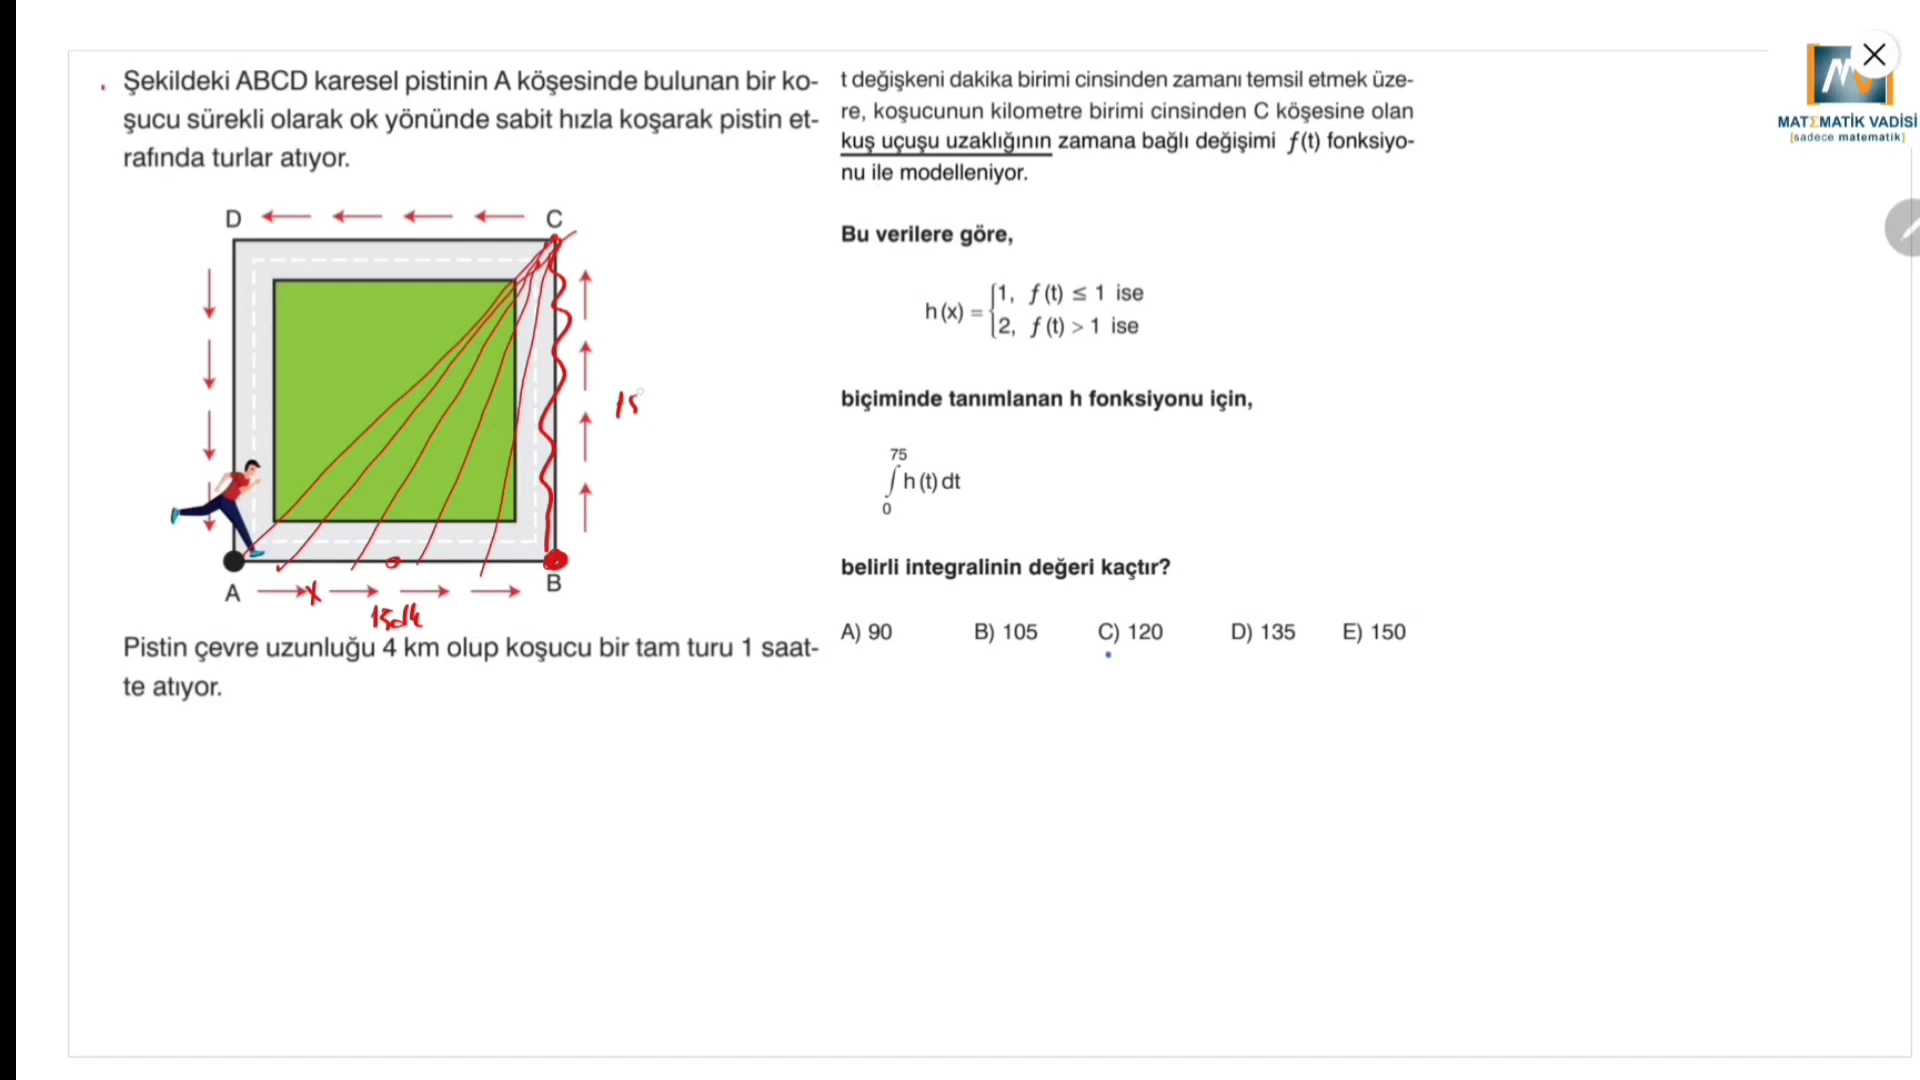 Şekildeki ABCD karesel pistinin A köşesinde bulunan bir ko-
şucu sürekli olarak ok yönünde sabit hızla koşarak pistin et-
rafında turlar atıyor.
D
C
15
A
x
B
15dk
Pistin çevre uzunluğu 4 km olup koşucu bir tam turu 1 saat-
te atıyor.
t değişkeni dakika birimi cinsinden zamanı temsil etmek üze-
re, koşucunun kilometre birimi cinsinden C köşesine olan
kuş uçuşu uzaklığının zamana bağlı değişimi f(t) fonksiyo-
nu ile modelleniyor.
Bu verilere göre,
h(x) = {1, f(t) ≤ 1 ise
2, f(t) > 1 ise
biçiminde tanımlanan h fonksiyonu için,
75
∫ h(t) dt
0
belirli integralinin değeri kaçtır?
A) 90 B) 105 C) 120 D) 135 E) 150
MATΣMATİK VADİSİ
[sadece matematik]